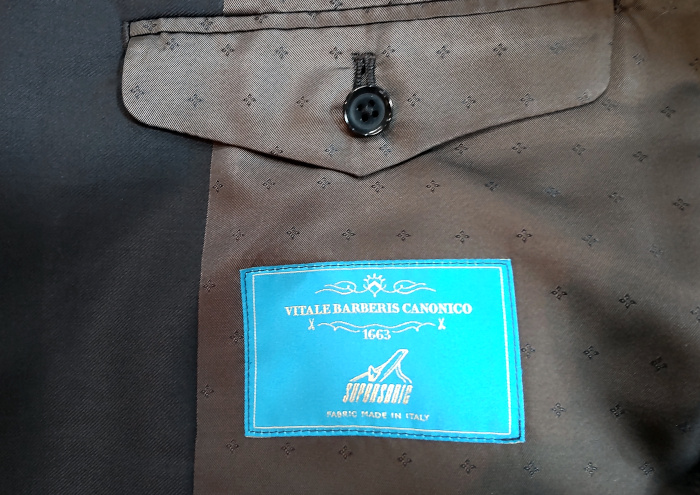 VITALE BARBERIS CANONICO
1663
SUPERSONIC
FABRIC MADE IN ITALY